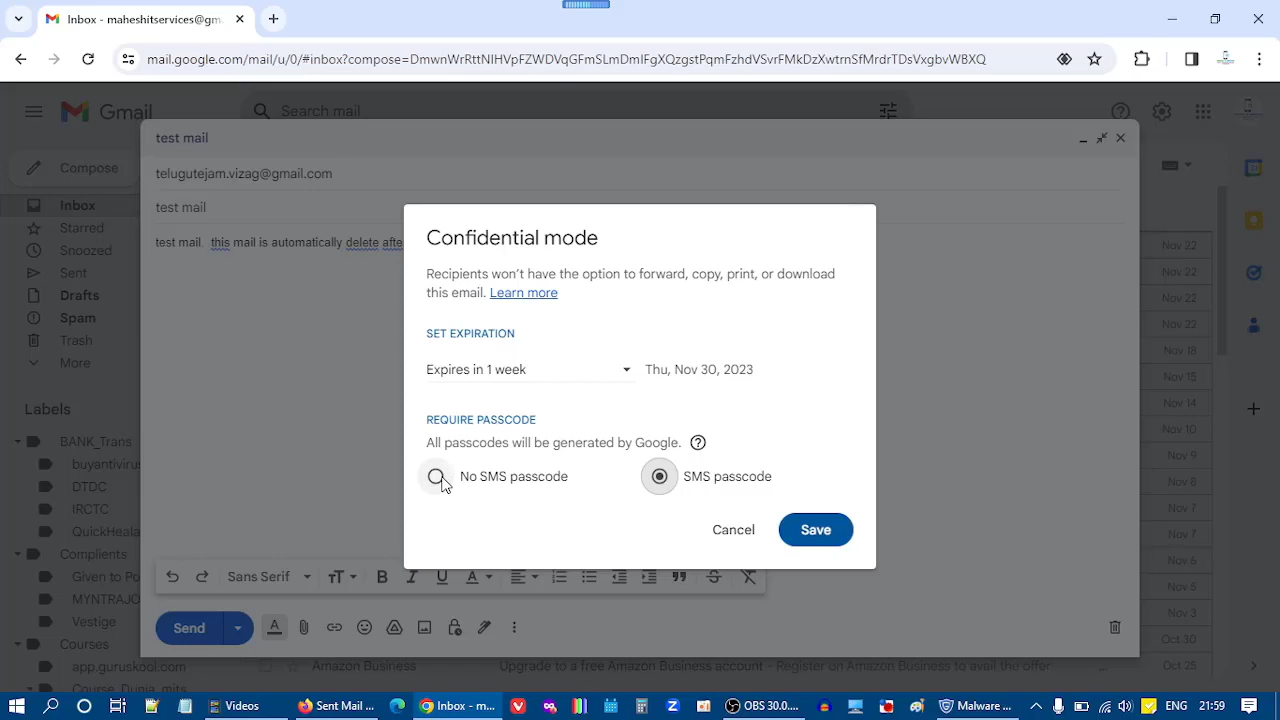 Inbox - maheshitservices@gm
mail.google.com/mail/u/0/#inbox?compose=DmwnWrRttNIHVpFZWDVqGFmSLmDmIFgXQzgstPqmFzhdVSvrFMkDzXwtrnSfMrdrTDsVxgbvWBXQ
Gmail
Search mail
test mail
Compose
telugutejam.vizag@gmail.com
Inbox
test mail
Starred
test mail. this mail is automatically delete afte
Snoozed
Sent
Drafts
Spam
Trash
More
Labels
BANK_Trans
buyantivirus
DTDC
IRCTC
QuickHeala
Complients
Given to Po
MYNTRAJO
Vestige
Courses
app.guruskool.com
Course_Dunia_mits
Confidential mode
Recipients won't have the option to forward, copy, print, or download
this email. Learn more
SET EXPIRATION
Expires in 1 week
Thu, Nov 30, 2023
REQUIRE PASSCODE
All passcodes will be generated by Google.
No SMS passcode
SMS passcode
Cancel
Save
Sans Serif
Send
Amazon Business
Upgrade to a free Amazon Business account - Register on Amazon Business to avail the offer
Nov 22
Nov 22
Nov 22
Nov 22
Nov 18
Nov 15
Nov 14
Nov 10
Nov 9
Nov 8
Nov 7
Nov 7
Nov 6
Nov 5
Nov 3
Oct 30
Oct 25
Videos
Sent Mail ...
Inbox - m...
OBS 30.0....
Malware...
ENG
21:59